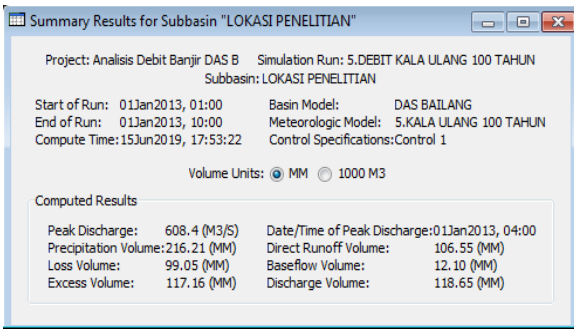 Summary Results for Subbasin "LOKASI PENELITIAN"
Project: Analisis Debit Banjir DAS B Simulation Run: 5.DEBIT KALA ULANG 100 TAHUN
Subbasin: LOKASI PENELITIAN
Start of Run: 01Jan2013, 01:00 Basin Model: DAS BAILANG
End of Run: 01Jan2013, 10:00 Meteorologic Model: 5.KALA ULANG 100 TAHUN
Compute Time:15Jun2019, 17:53:22 Control Specifications:Control 1
Volume Units: MM 1000 M3
Computed Results
Peak Discharge: 608.4 (M3/S) Date/Time of Peak Discharge:01Jan2013, 04:00
Precipitation Volume:216.21 (MM) Direct Runoff Volume: 106.55 (MM)
Loss Volume: 99.05 (MM) Baseflow Volume: 12.10 (MM)
Excess Volume: 117.16 (MM) Discharge Volume: 118.65 (MM)